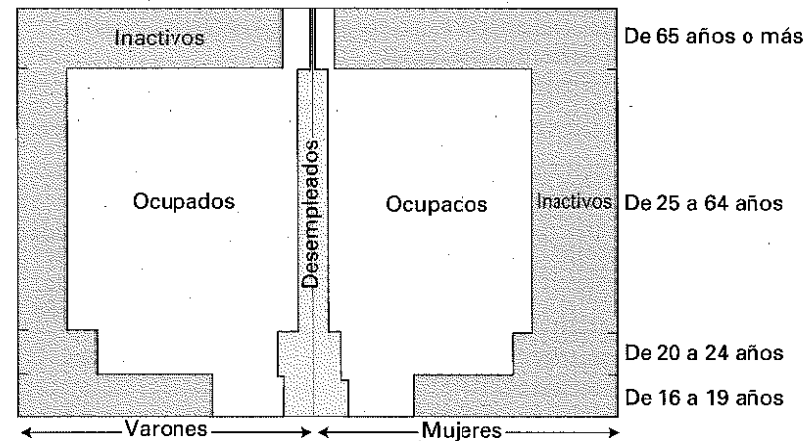 Inactivos
De 65 años o más
Ocupados
Desempleados
Ocupados
Inactivos
De 25 a 64 años
De 20 a 24 años
De 16 a 19 años
Varones
Mujeres